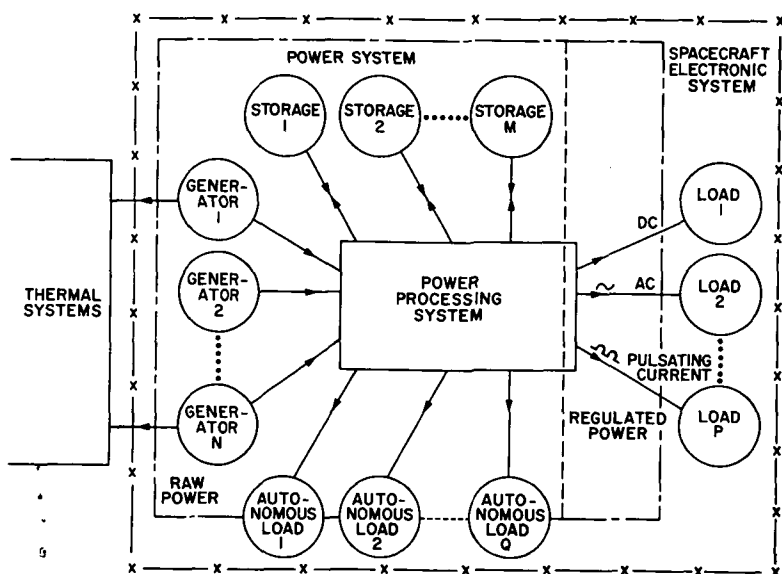 POWER SYSTEM
SPACECRAFT
ELECTRONIC
SYSTEM
STORAGE
1
STORAGE
2
STORAGE
M
GENER-
ATOR
1
LOAD
1
DC
THERMAL
SYSTEMS
GENER-
ATOR
2
POWER
PROCESSING
SYSTEM
AC
LOAD
2
PULSATING
CURRENT
GENER-
ATOR
N
REGULATED
POWER
LOAD
P
RAW
POWER
AUTO-
NOMOUS
LOAD
1
AUTO-
NOMOUS
LOAD
2
AUTO-
NOMOUS
LOAD
Q